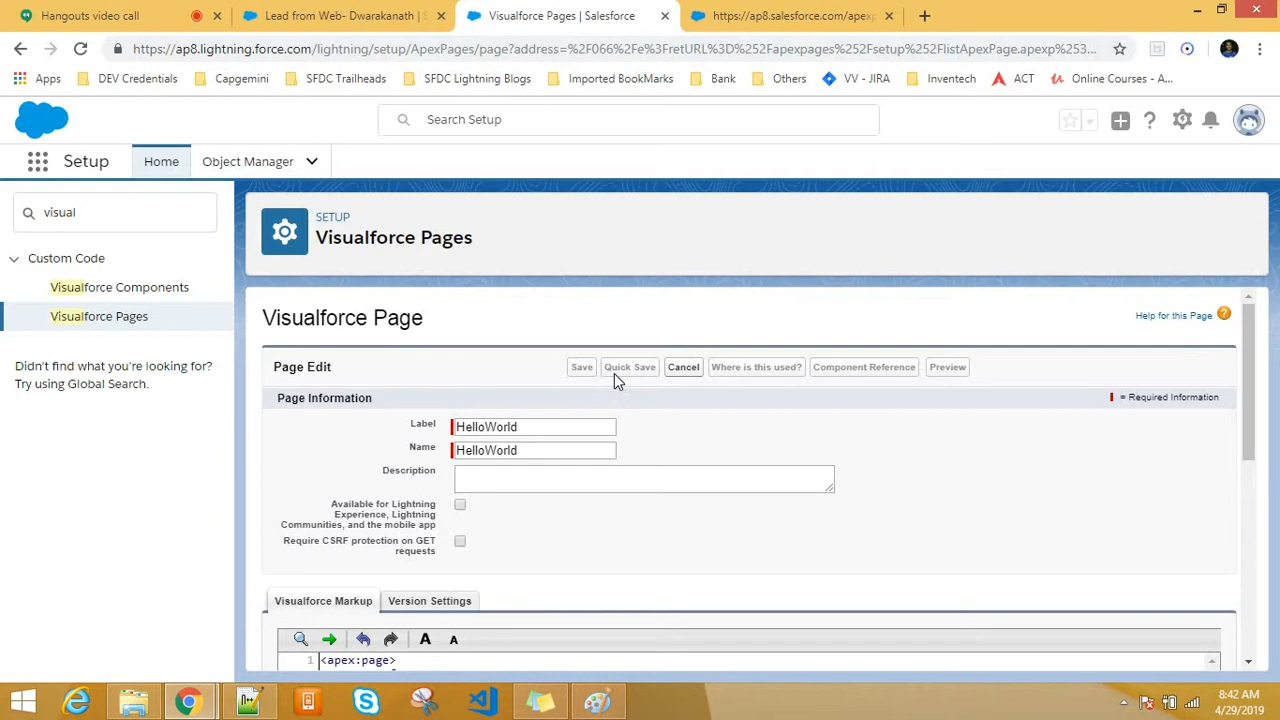 Hangouts video call
Lead from Web- Dwarakanath |
Visualforce Pages | Salesforce
https://ap8.salesforce.com/apexp
https://ap8.lightning.force.com/lightning/setup/ApexPages/page?address=%2F066%2Fe%3FretURL%3D%252Fapexpages%252Fsetup%252FlistApexPage.apexp%253...
Apps
DEV Credentials
Capgemini
SFDC Trailheads
SFDC Lightning Blogs
Imported BookMarks
Bank
Others
VV - JIRA
Inventech
ACT
Online Courses - A...
Search Setup
Setup
Home
Object Manager
visual
SETUP
Visualforce Pages
Custom Code
Visualforce Components
Visualforce Pages
Didn't find what you're looking for?
Try using Global Search.
Visualforce Page
Help for this Page
Page Edit
Save
Quick Save
Cancel
Where is this used?
Component Reference
Preview
Page Information
= Required Information
Label
HelloWorld
Name
HelloWorld
Description
Available for Lightning
Experience, Lightning
Communities, and the mobile app
Require CSRF protection on GET
requests
Visualforce Markup
Version Settings
A
A
1 <apex:page>
8:42 AM
4/29/2019